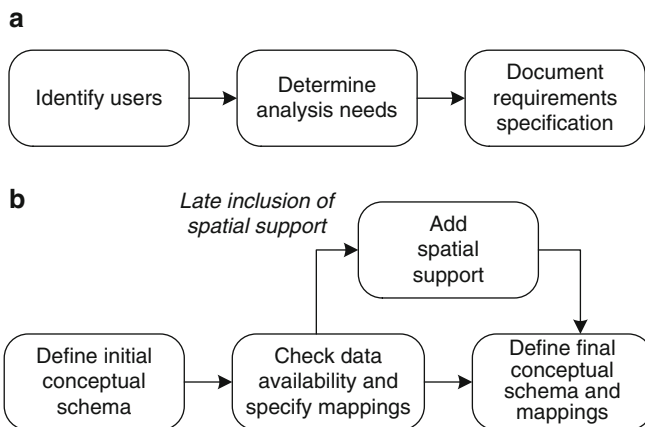 a
Identify users
Determine
analysis needs
Document
requirements
specification
b
Late inclusion of
spatial support
Add
spatial
support
Define initial
conceptual
schema
Check data
availability and
specify mappings
Define final
conceptual
schema and
mappings